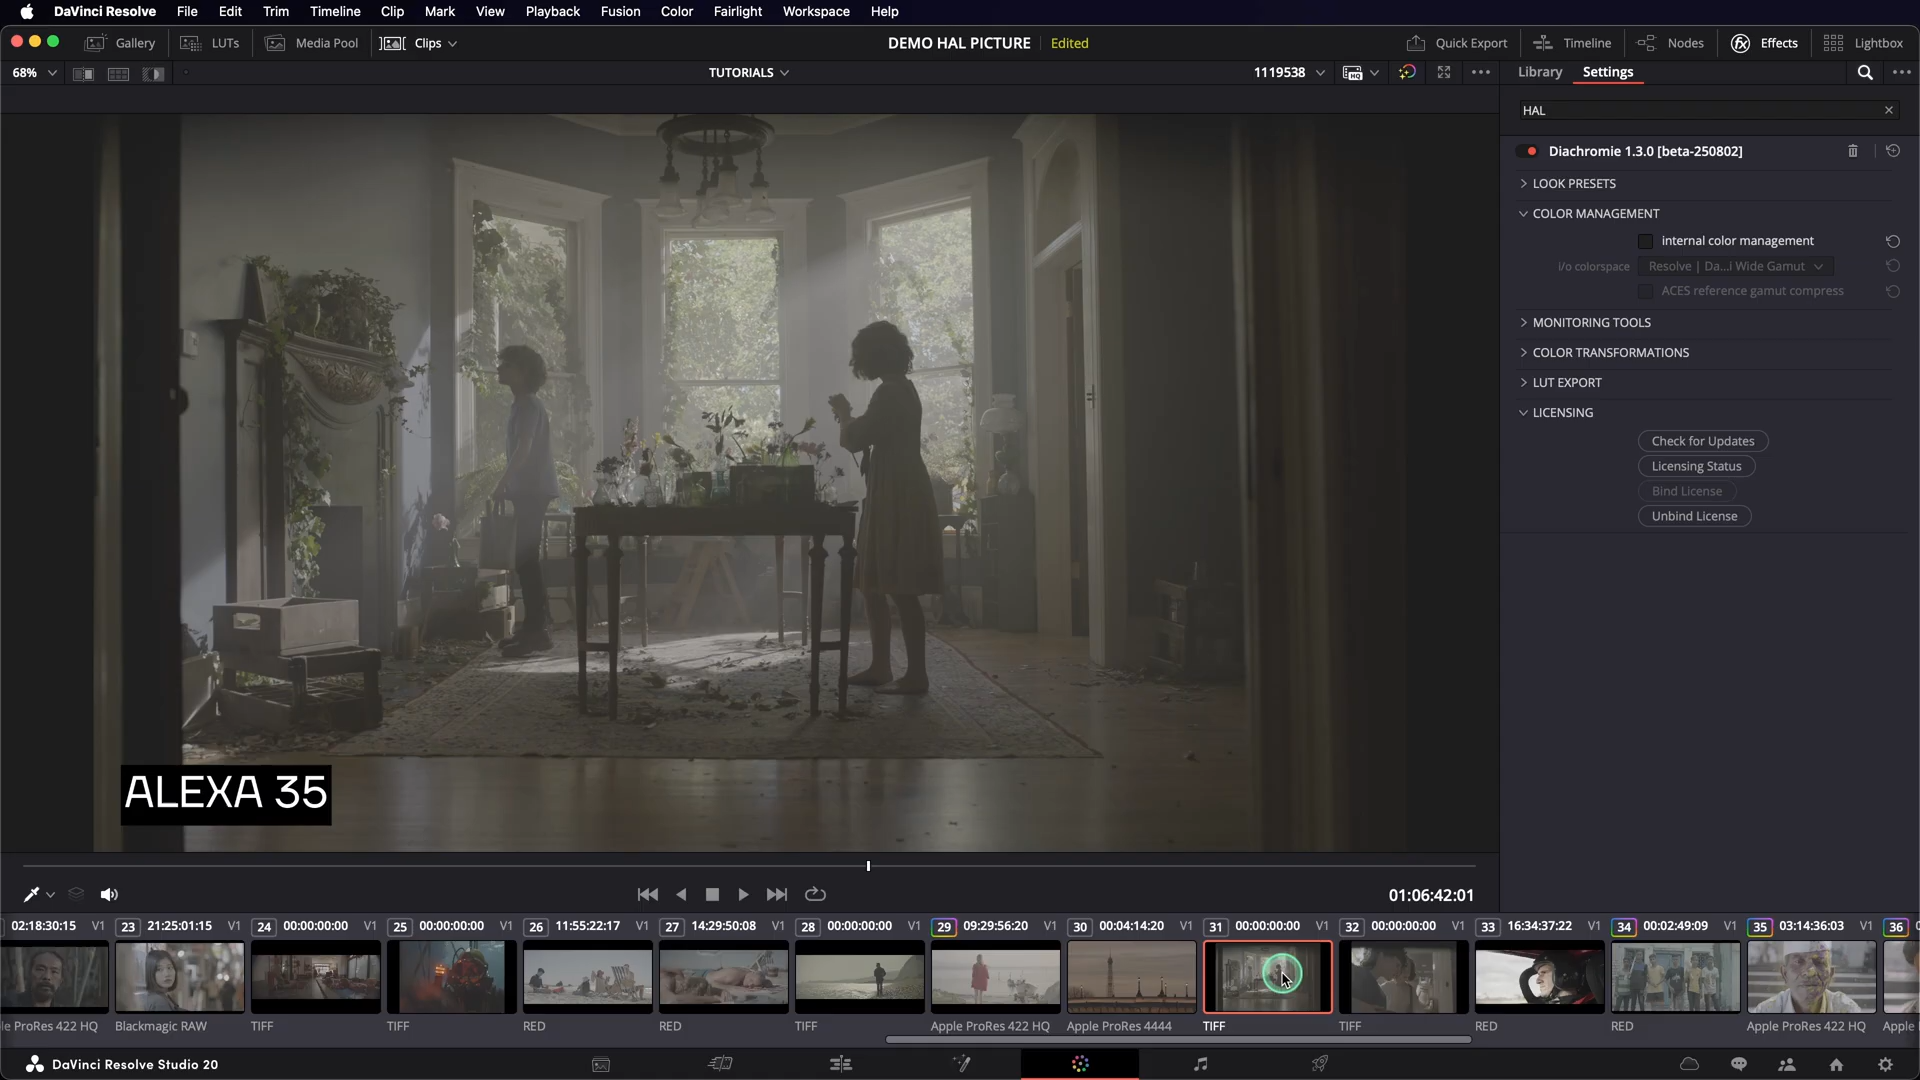 DaVinci Resolve File Edit Trim Timeline Clip Mark View Playback Fusion Color Fairlight Workspace Help
Gallery LUTs Media Pool Clips DEMO HAL PICTURE Edited Quick Export Timeline Nodes Effects Lightbox
68% TUTORIALS 1119538 HQ Library Settings
HAL
Diachromie 1.3.0 [beta-250802]
LOOK PRESETS
COLOR MANAGEMENT
internal color management
i/o colorspace Resolve | Da...i Wide Gamut
ACES reference gamut compress
MONITORING TOOLS
COLOR TRANSFORMATIONS
LUT EXPORT
LICENSING
Check for Updates
Licensing Status
Bind License
Unbind License
ALEXA 35
01:06:42:01
02:18:30:15 V1 23 21:25:01:15 V1 24 00:00:00:00 V1 25 00:00:00:00 V1 26 11:55:22:17 V1 27 14:29:50:08 V1 28 00:00:00:00 V1 29 09:29:56:20 V1 30 00:04:14:20 V1 31 00:00:00:00 V1 32 00:00:00:00 V1 33 16:34:37:22 V1 34 00:02:49:09 V1 35 03:14:36:03 V1 36
le ProRes 422 HQ Blackmagic RAW TIFF TIFF RED RED TIFF Apple ProRes 422 HQ Apple ProRes 4444 TIFF TIFF RED RED Apple ProRes 422 HQ Apple
DaVinci Resolve Studio 20